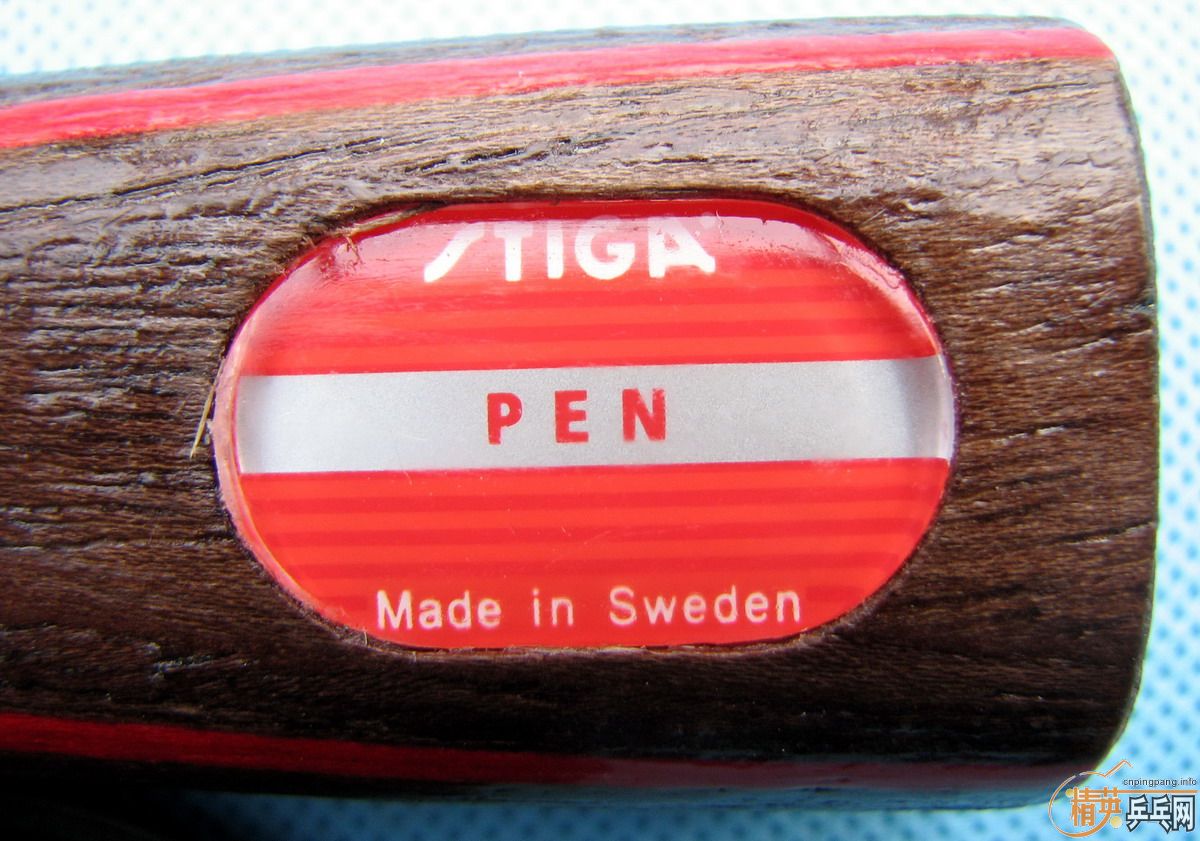 STIGA
PEN
Made in Sweden
cnpingpang.info
精英乒乓网